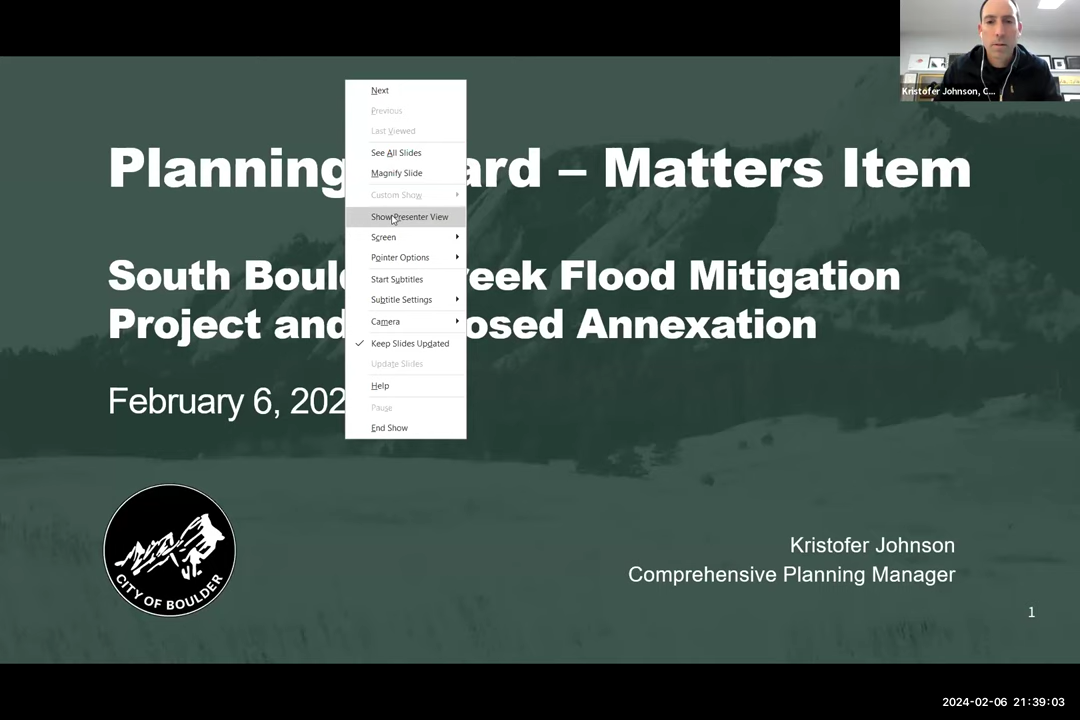 Kristofer Johnson, C...
Planning ard – Matters Item
South Boul eek Flood Mitigation
Project and osed Annexation
February 6, 202
Next
Previous
Last Viewed
See All Slides
Magnify Slide
Custom Show
Show Presenter View
Screen
Pointer Options
Start Subtitles
Subtitle Settings
Camera
Keep Slides Updated
Update Slides
Help
Pause
End Show
CITY OF BOULDER
Kristofer Johnson
Comprehensive Planning Manager
1
2024-02-06 21:39:03